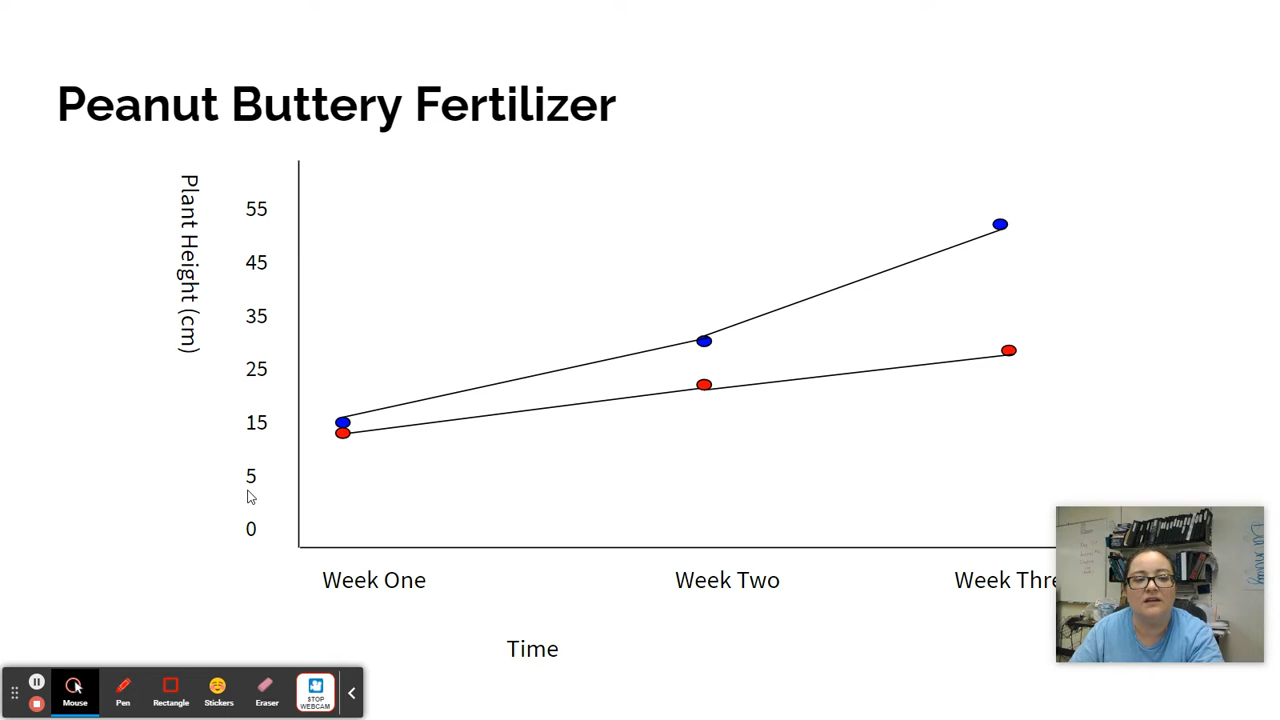 Peanut Buttery Fertilizer
Plant Height (cm)
55
45
35
25
15
5
0
Week One
Week Two
Week Thre
Time
Mouse
Pen
Rectangle
Stickers
Eraser
STOP
WEBCAM